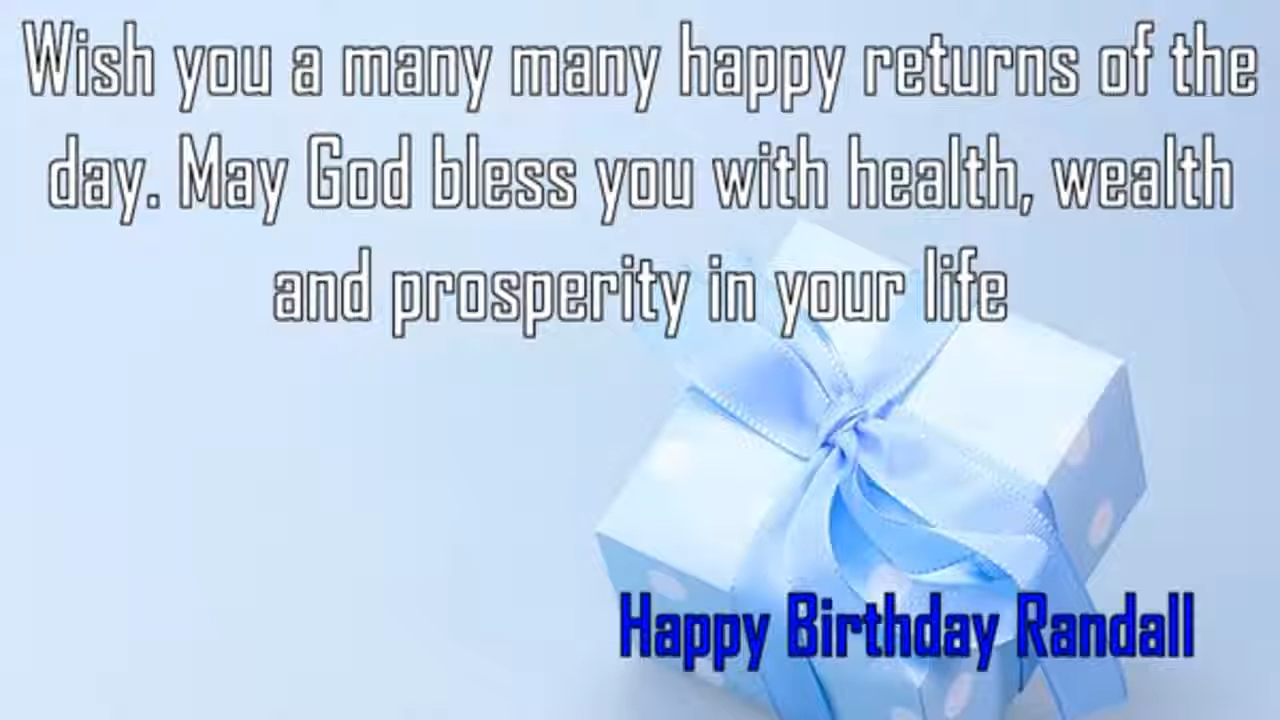 Wish you a many many happy returns of the
day. May God bless you with health, wealth
and prosperity in your life
Happy Birthday Randall